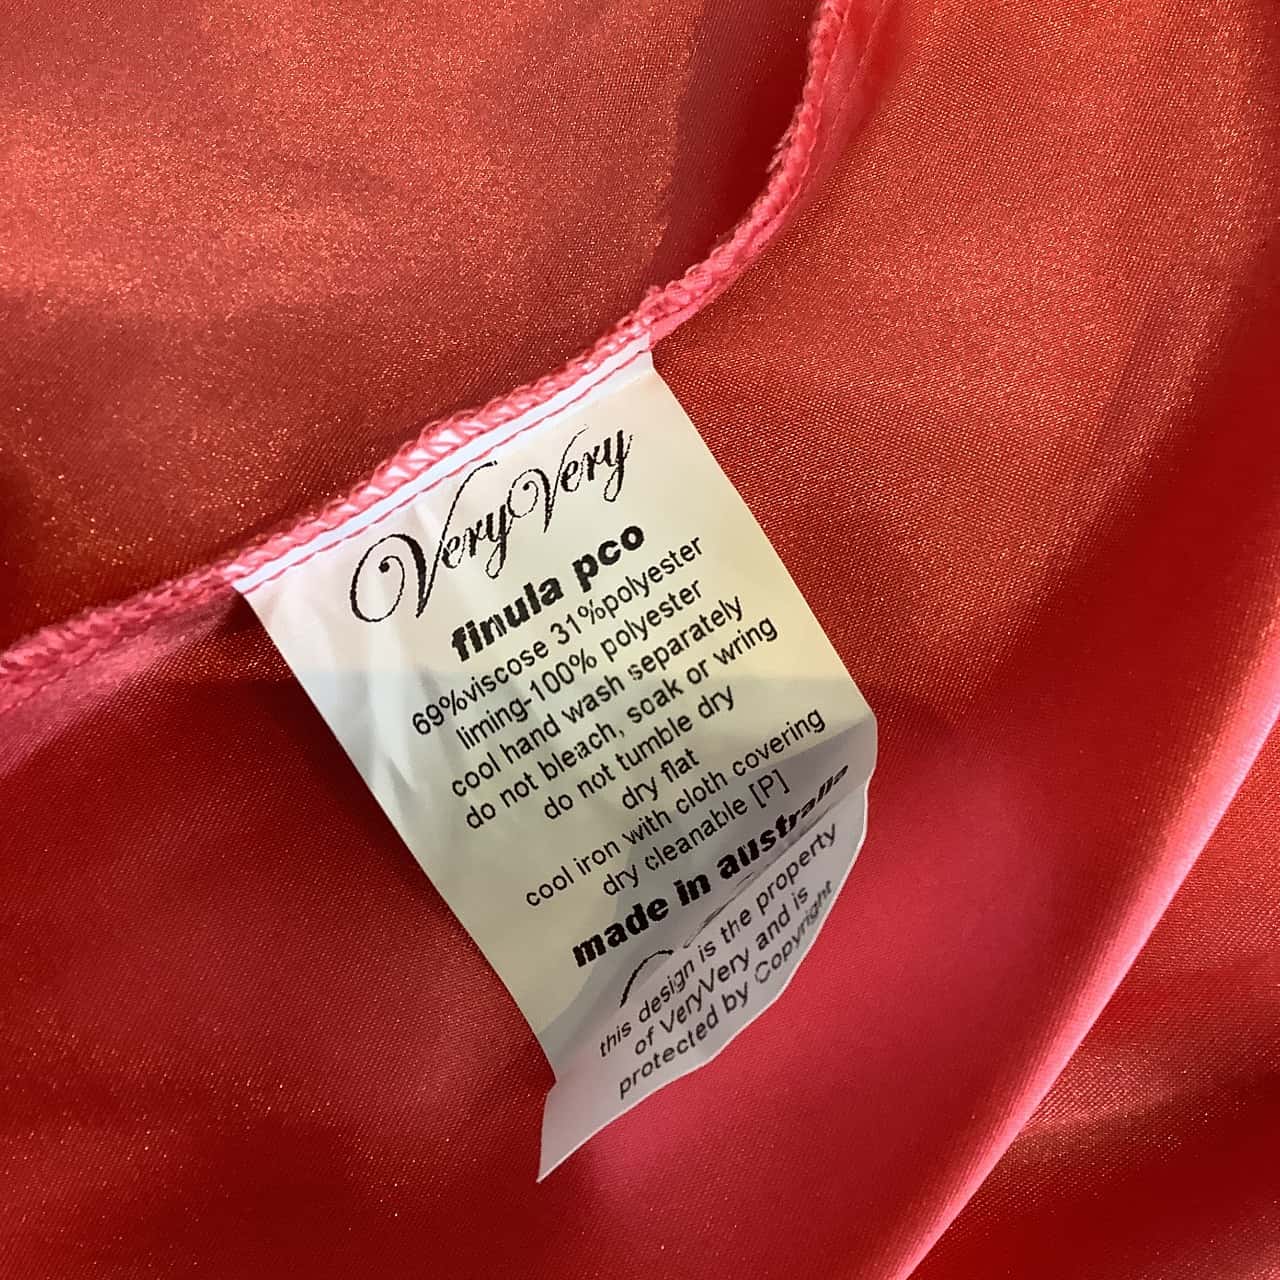 VeryVery
finula pco
69%viscose 31%polyester
liming-100% polyester
cool hand wash separately
do not bleach, soak or wring
do not tumble dry
dry flat
cool iron with cloth covering
dry cleanable [P]
made in australia
this design is the property
of VeryVery and is
protected by Copyright